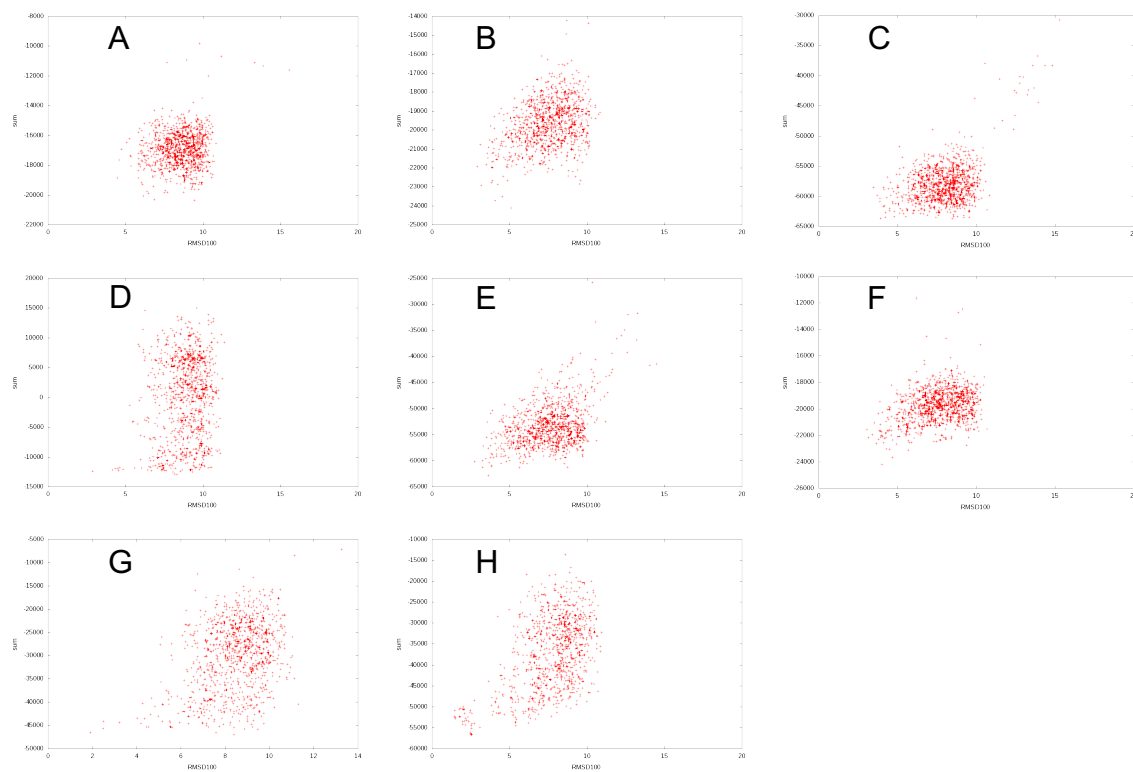 A
-8000
-10000
-12000
-14000
-16000
-18000
-20000
22000
sum
0 5 10 15 20
RMSD100
B
-14000
-15000
-16000
-17000
-18000
-19000
-20000
-21000
-22000
-23000
-24000
-25000
sum
0 5 10 15 20
RMSD100
C
-30000
-35000
-40000
-45000
-50000
-55000
-60000
65000
sum
0 5 10 15 20
RMSD100
D
20000
15000
10000
5000
0
-5000
-10000
15000
sum
0 5 10 15 20
RMSD100
E
-25000
-30000
-35000
-40000
-45000
-50000
-55000
-60000
-65000
sum
0 5 10 15 20
RMSD100
F
-10000
-12000
-14000
-16000
-18000
-20000
-22000
-24000
-26000
sum
0 5 10 15 20
RMSD100
G
-5000
-10000
-15000
-20000
-25000
-30000
-35000
-40000
-45000
-50000
sum
0 2 4 6 8 10 12 14
RMSD100
H
-10000
-15000
-20000
-25000
-30000
-35000
-40000
-45000
-50000
-55000
-60000
sum
0 5 10 15 20
RMSD100